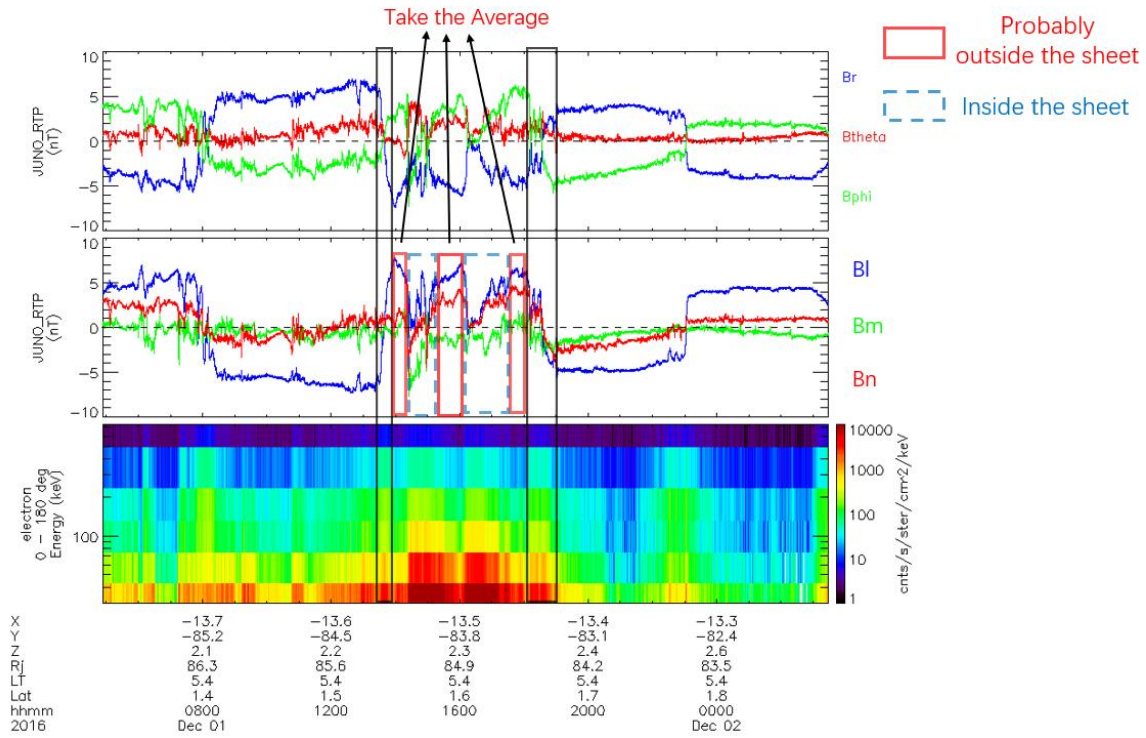 Take the Average
Probably
outside the sheet
Inside the sheet
10
5
0
−5
−10
JUNO_RTP
(nT)
Br
Btheta
Bphi
10
5
0
−5
−10
JUNO_RTP
(nT)
Bl
Bm
Bn
electron
0 − 180 deg
Energy (keV)
100
10000
1000
100
10
1
cnts/s/ster/cm^2/keV
X −13.7 −13.6 −13.5 −13.4 −13.3
Y −85.2 −84.5 −83.8 −83.1 −82.4
Z 2.1 2.2 2.3 2.4 2.6
Rj 86.3 85.6 84.9 84.2 83.5
LT 5.4 5.4 5.4 5.4 5.4
Lat 1.4 1.5 1.6 1.7 1.8
hhmm 0800 1200 1600 2000 0000
2016 Dec 01 Dec 02